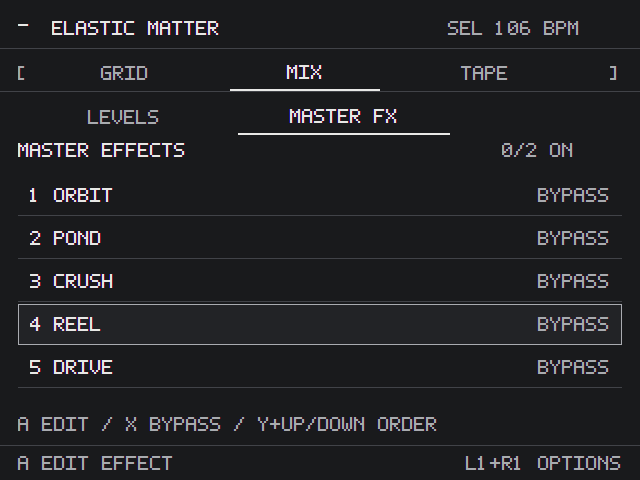 – ELASTIC MATTER SEL 106 BPM
[ GRID MIX TAPE ]
LEVELS MASTER FX
MASTER EFFECTS 0/2 ON
1 ORBIT BYPASS
2 POND BYPASS
3 CRUSH BYPASS
4 REEL BYPASS
5 DRIVE BYPASS
A EDIT / X BYPASS / Y+UP/DOWN ORDER
A EDIT EFFECT L1+R1 OPTIONS